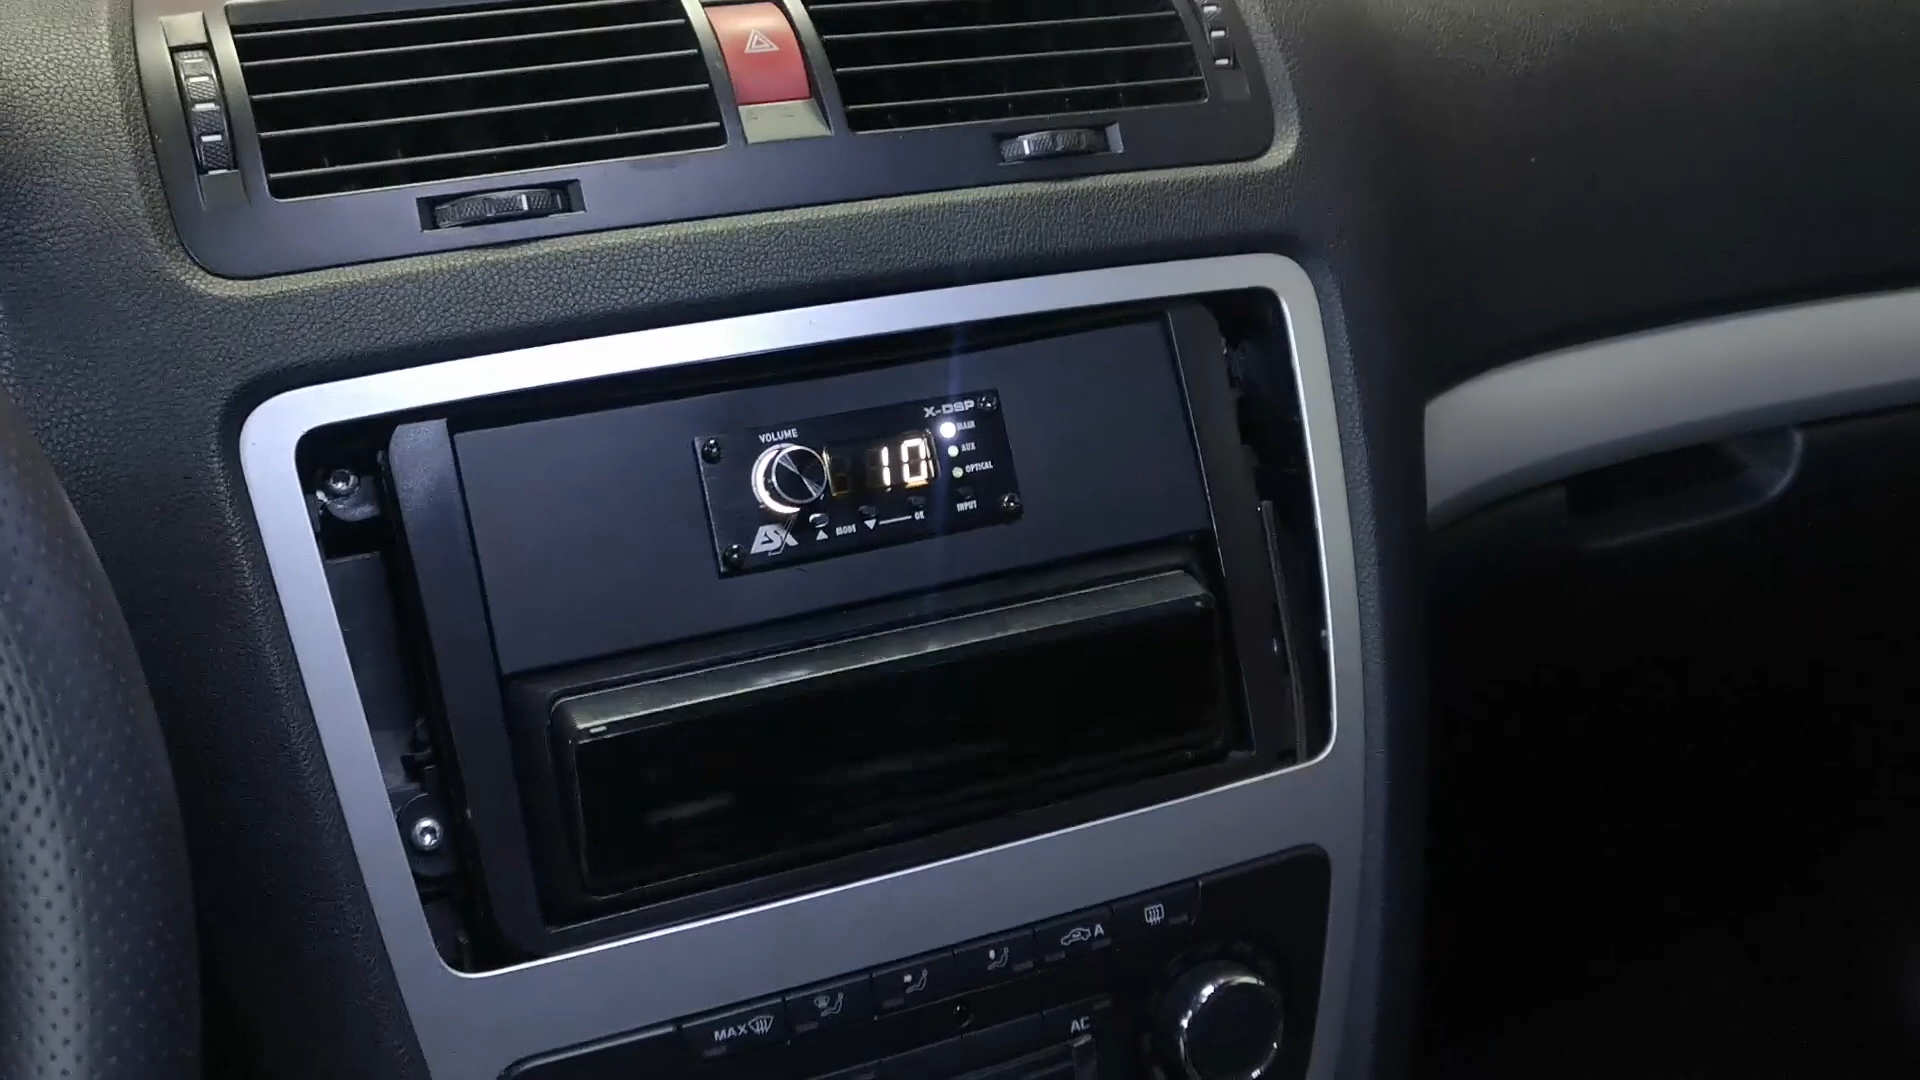 X-DSP
VOLUME
MAIN
10
AUX
OPTICAL
ESX
MODE
OK
INPUT
A
MAX
AC